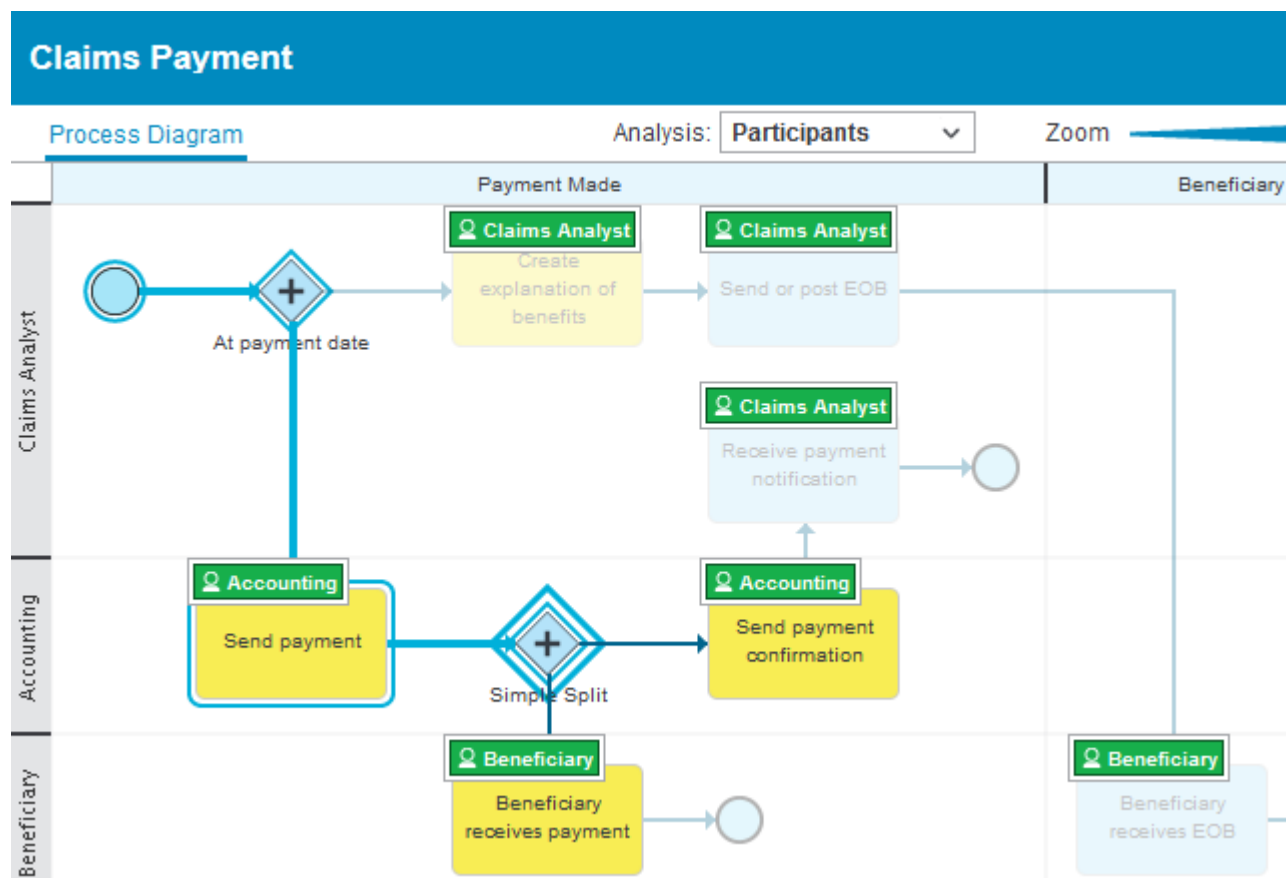 Claims Payment
Process Diagram
Analysis:
Participants
Zoom
Payment Made
Beneficiary
Claims Analyst
Claims Analyst
Claims Analyst
Create
explanation of
benefits
Send or post EOB
At payment date
Claims Analyst
Receive payment
notification
Accounting
Accounting
Accounting
Send payment
Send payment
confirmation
Simple Split
Beneficiary
Beneficiary
Beneficiary
Beneficiary
receives payment
Beneficiary
receives EOB